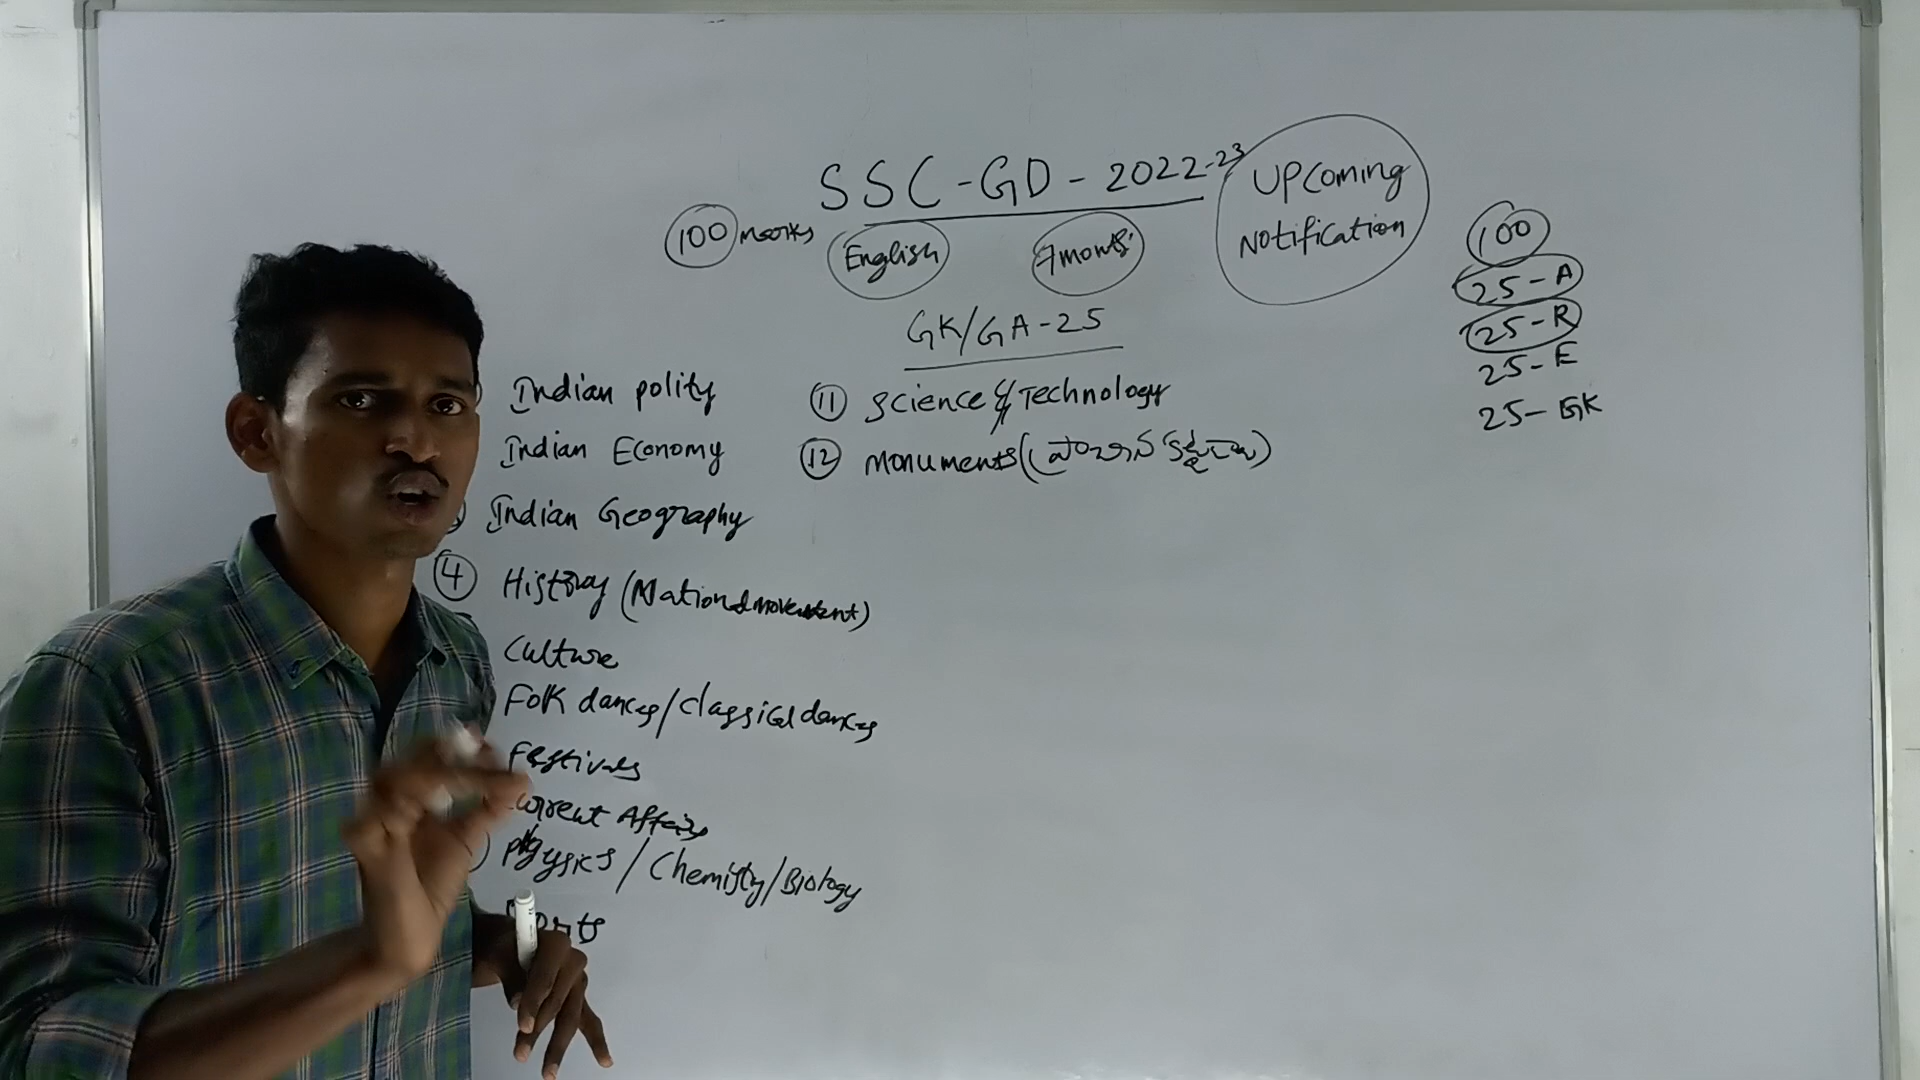 SSC-GD-2022-23
UPComing
Notification
100 marks
English
7 months
GK/GA-25
Indian polity
Indian Economy
Indian Geography
④ History (National movement)
Culture
Folk dances/classical dances
Festivals
Current Affairs
Physics/Chemistry/Biology
⑪ Science & Technology
⑫ monuments(
100
25-A
25-R
25-E
25-GK